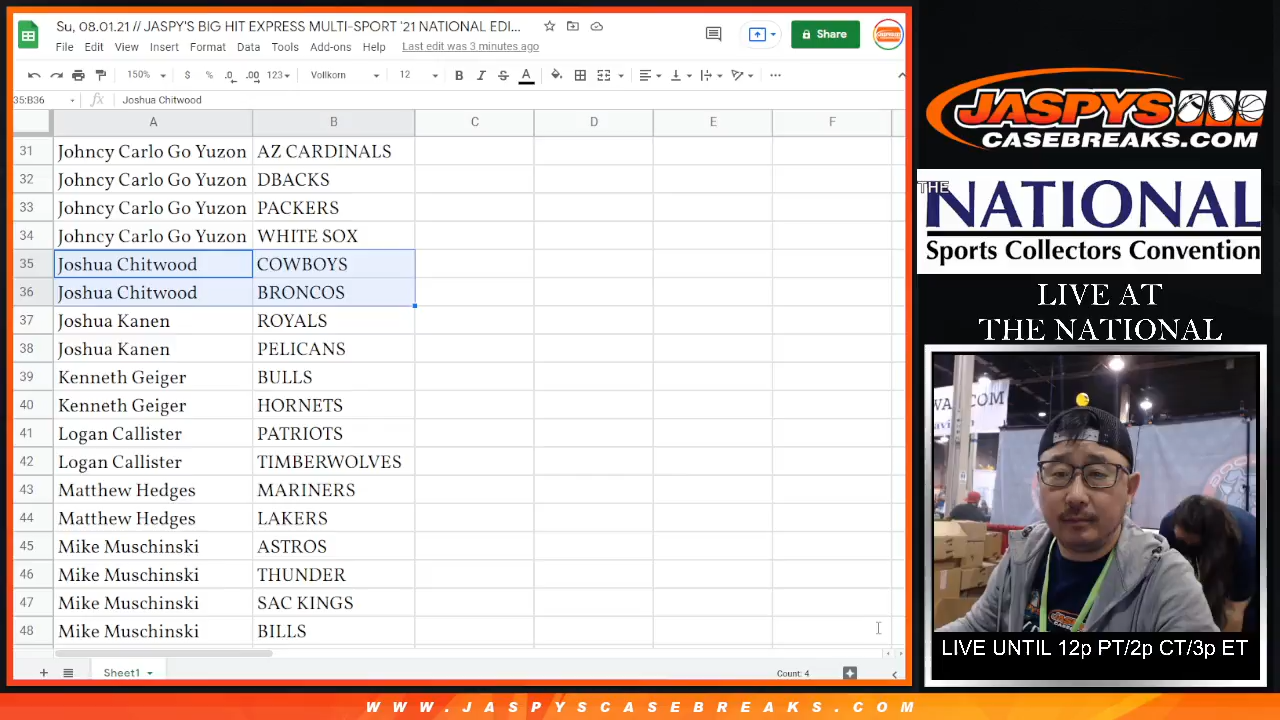 Su, 08.01.21 // JASPY'S BIG HIT EXPRESS MULTI-SPORT '21 NATIONAL EDI...
File Edit View Insert Format Data Tools Add-ons Help Last edit was 3 minutes ago
Share
150% $ % .0 .00 123 Vollkorn 12 B I S A
35:B36 fx Joshua Chitwood
A B C D E F
31 Johncy Carlo Go Yuzon AZ CARDINALS
32 Johncy Carlo Go Yuzon DBACKS
33 Johncy Carlo Go Yuzon PACKERS
34 Johncy Carlo Go Yuzon WHITE SOX
35 Joshua Chitwood COWBOYS
36 Joshua Chitwood BRONCOS
37 Joshua Kanen ROYALS
38 Joshua Kanen PELICANS
39 Kenneth Geiger BULLS
40 Kenneth Geiger HORNETS
41 Logan Callister PATRIOTS
42 Logan Callister TIMBERWOLVES
43 Matthew Hedges MARINERS
44 Matthew Hedges LAKERS
45 Mike Muschinski ASTROS
46 Mike Muschinski THUNDER
47 Mike Muschinski SAC KINGS
48 Mike Muschinski BILLS
Sheet1 Count: 4
JASPYS
CASEBREAKS.COM
THE
NATIONAL
Sports Collectors Convention
LIVE AT
THE NATIONAL
LIVE UNTIL 12p PT/2p CT/3p ET
WWW.JASPYSCASEBREAKS.COM